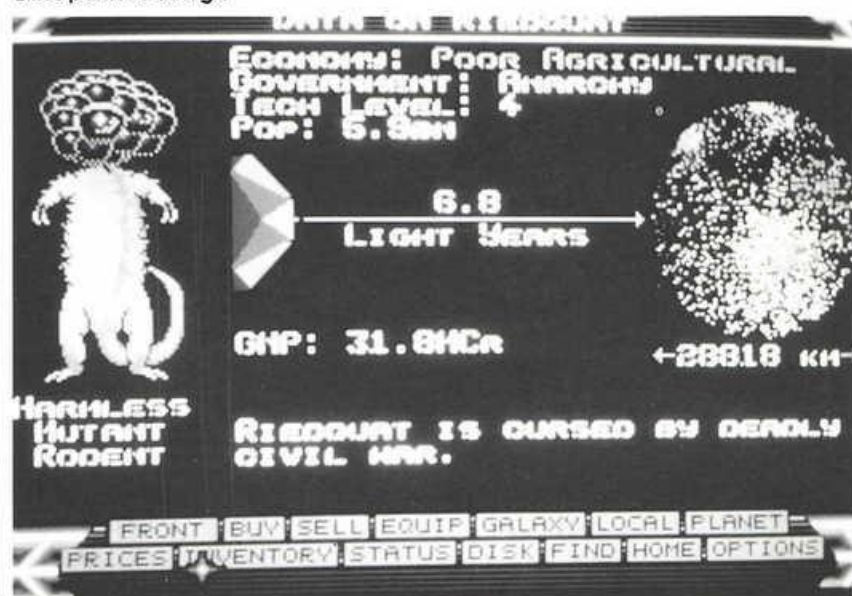 DATA ON RIEDQUAT
ECONOMY: POOR AGRICULTURAL
GOVERNMENT: ANARCHY
TECH LEVEL: 4
POP: 5.9BN
6.8
LIGHT YEARS
GNP: 31.8MCR
28818 KM
HARMLESS
MUTANT
RODENT
RIEDQUAT IS CURSED BY DEADLY
CIVIL WAR.
FRONT BUY SELL EQUIP GALAXY LOCAL PLANET
PRICES INVENTORY STATUS DISK FIND HOME OPTIONS